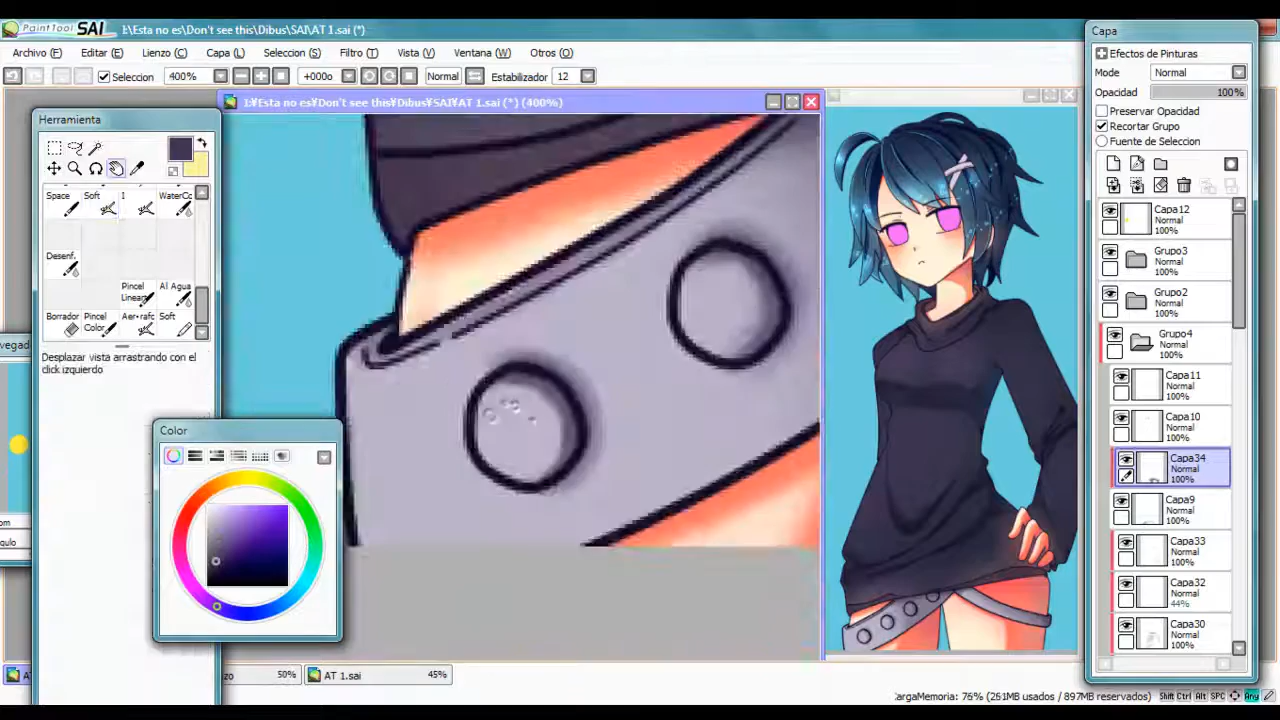 PaintTool SAI I:¥Esta no es¥Don't see this¥Dibus¥SAI¥AT 1.sai (*)
Archivo (F) Editar (E) Lienzo (C) Capa (L) Seleccion (S) Filtro (T) Vista (V) Ventana (W) Otros (O)
Seleccion 400% +000o Normal Estabilizador 12
I:¥Esta no es¥Don't see this¥Dibus¥SAI¥AT 1.sai (*) (400%)
Herramienta
Space Soft 1 WaterCo
Desenf.
Pincel Linear Al Agua
Borrador Pincel Color Aer+rafo Soft
Desplazar vista arrastrando con el
click izquierdo
Color
50%
AT 1.sai 45%
Capa
Efectos de Pinturas
Mode Normal
Opacidad 100%
Preservar Opacidad
Recortar Grupo
Fuente de Seleccion
Capa12
Normal
100%
Grupo3
Normal
100%
Grupo2
Normal
100%
Grupo4
Normal
100%
Capa11
Normal
100%
Capa10
Normal
100%
Capa34
Normal
100%
Capa9
Normal
100%
Capa33
Normal
100%
Capa32
Normal
44%
Capa30
Normal
100%
argaMemoria: 76% (261MB usados / 897MB reservados) Shift Ctrl Alt SPC Any